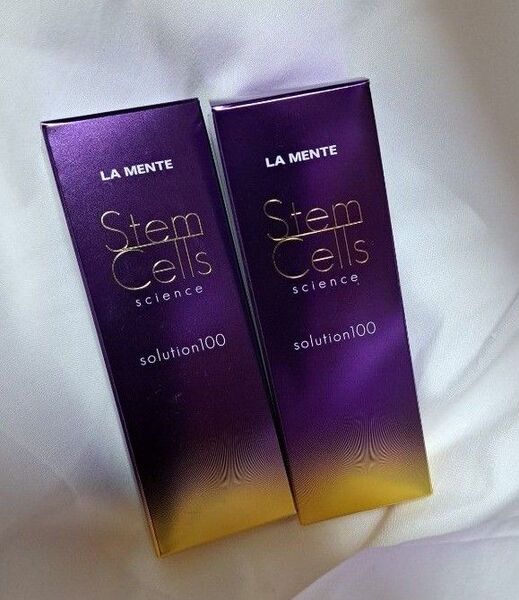 LA MENTE
Stem
Cells
science
solution100
LA MENTE
Stem
Cells
science
solution100